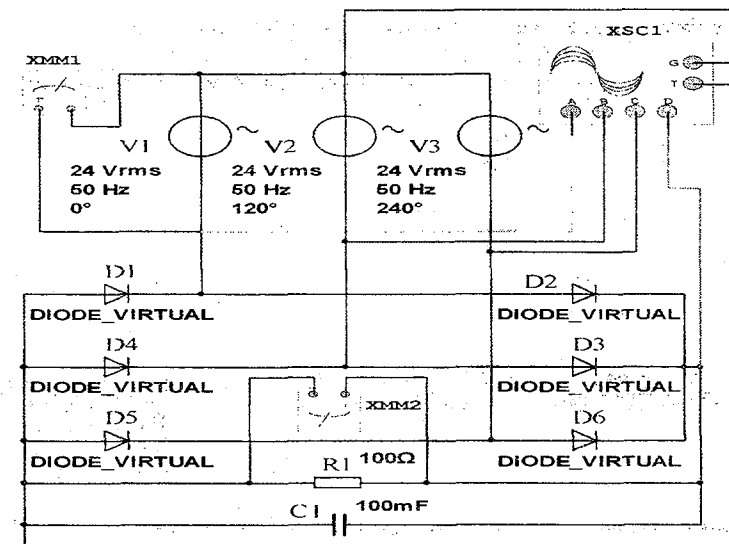 XSC1
XMM1
G
T
A B C D
V1 V2 V3
24 Vrms 24 Vrms 24 Vrms
50 Hz 50 Hz 50 Hz
0° 120° 240°
D1 D2
DIODE_VIRTUAL DIODE_VIRTUAL
D4 D3
DIODE_VIRTUAL DIODE_VIRTUAL
XMM2
D5 D6
DIODE_VIRTUAL 100Ω DIODE_VIRTUAL
R1
100mF
C1